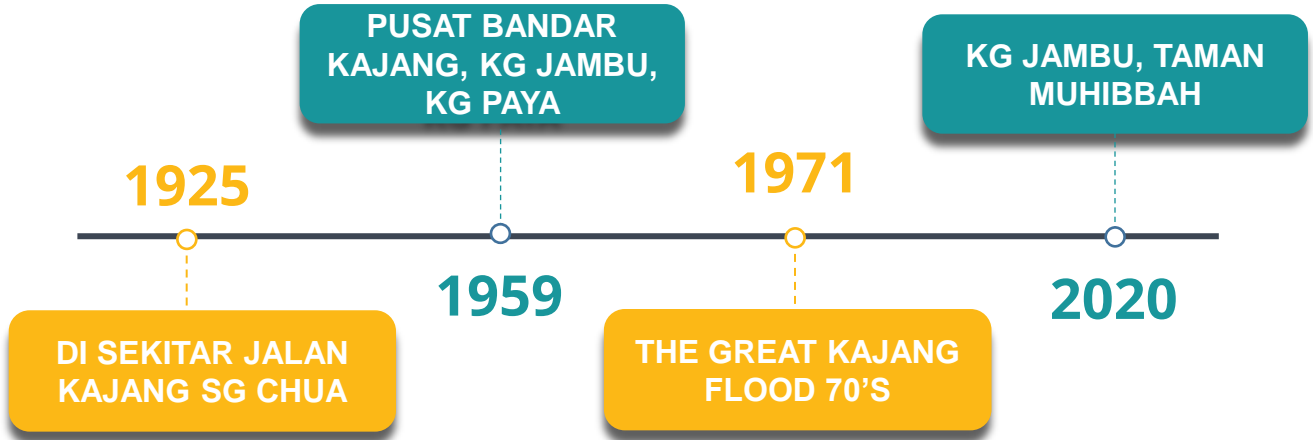 PUSAT BANDAR
KAJANG, KG JAMBU,
KG PAYA
KG JAMBU, TAMAN
MUHIBBAH
1925
1971
1959
2020
DI SEKITAR JALAN
KAJANG SG CHUA
THE GREAT KAJANG
FLOOD 70’S